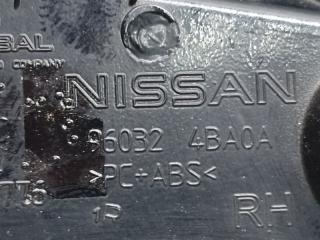 BAL
COMPANY
NISSAN
96032 4BA0A
>PC+ABS<
RH